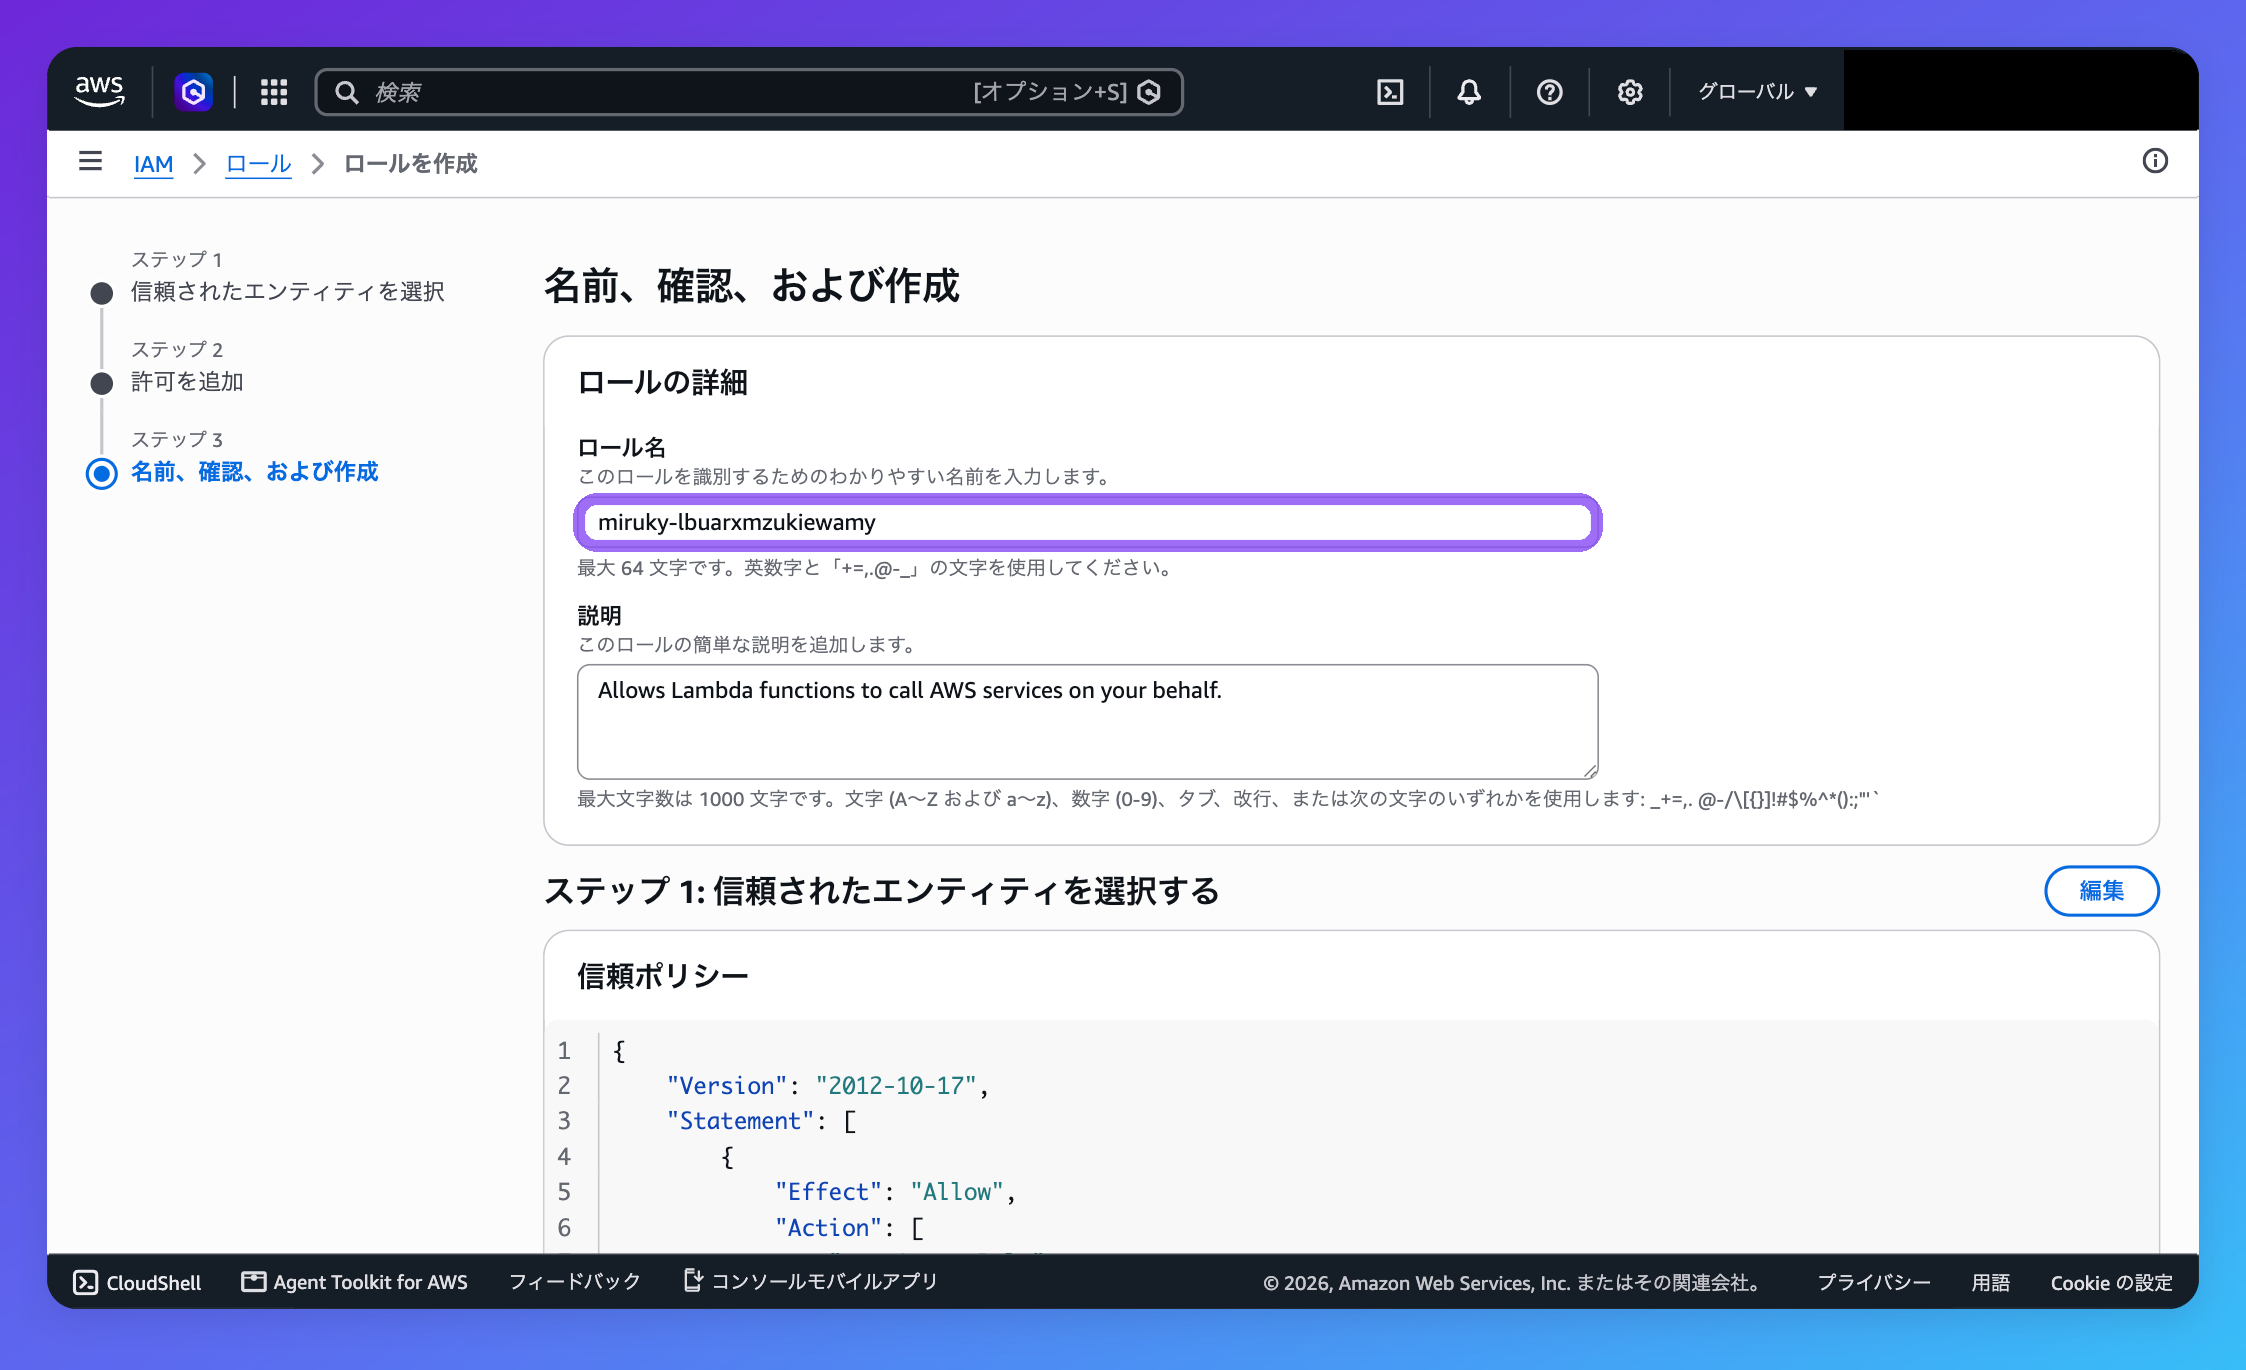 aws
検索 [オプション+S]
グローバル ▼
IAM > ロール > ロールを作成
ステップ 1
信頼されたエンティティを選択
ステップ 2
許可を追加
ステップ 3
名前、確認、および作成
名前、確認、および作成
ロールの詳細
ロール名
このロールを識別するためのわかりやすい名前を入力します。
miruky-lbuarxmzukiewamy
最大 64 文字です。英数字と「+=,.@-_」の文字を使用してください。
説明
このロールの簡単な説明を追加します。
Allows Lambda functions to call AWS services on your behalf.
最大文字数は 1000 文字です。文字 (A～Z および a～z)、数字 (0-9)、タブ、改行、または次の文字のいずれかを使用します: _+=,. @-/\[{}]!#$%^*();:"'`
ステップ 1: 信頼されたエンティティを選択する
編集
信頼ポリシー
1 {
2 "Version": "2012-10-17",
3 "Statement": [
4 {
5 "Effect": "Allow",
6 "Action": [
CloudShell Agent Toolkit for AWS フィードバック コンソールモバイルアプリ © 2026, Amazon Web Services, Inc. またはその関連会社。 プライバシー 用語 Cookie の設定